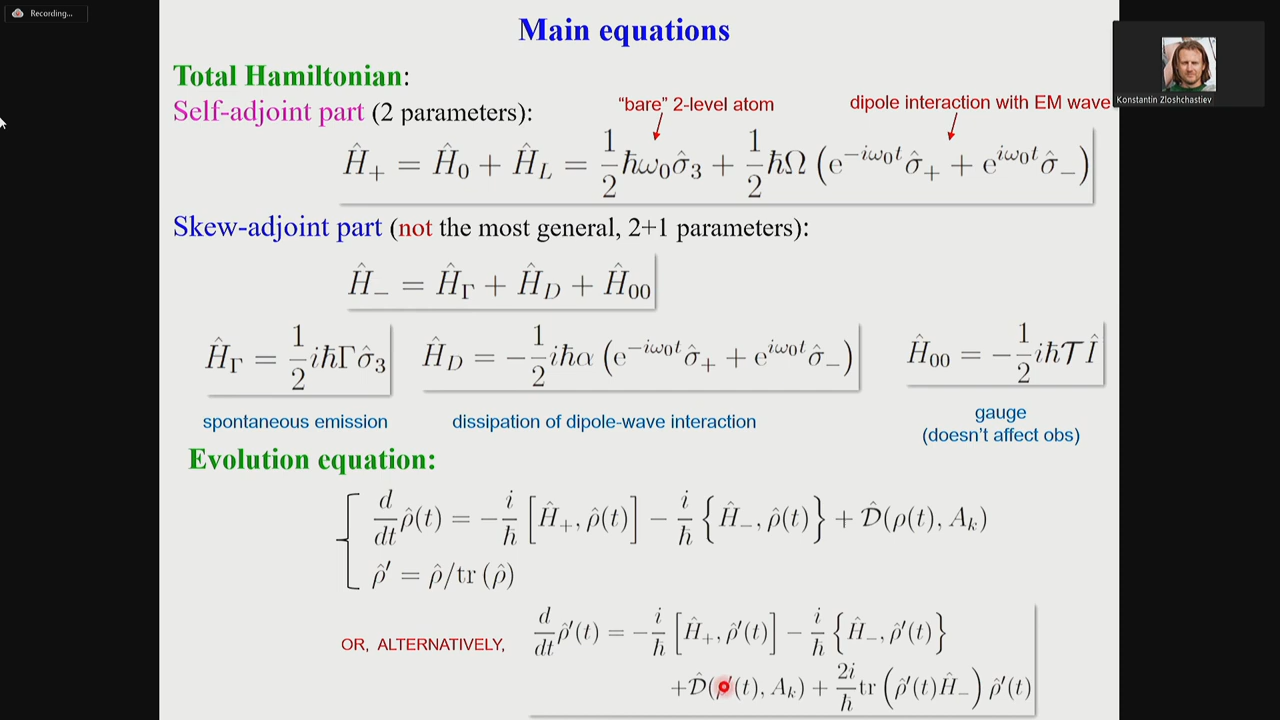 Recording...
Main equations
Konstantin Zloshchastiev
Total Hamiltonian:
Self-adjoint part (2 parameters):
“bare” 2-level atom
dipole interaction with EM wave
Ĥ₊ = Ĥ₀ + Ĥ_L = 1/2 ħω₀σ̂₃ + 1/2 ħΩ (e^{-iω₀t} σ̂₊ + e^{iω₀t} σ̂₋)
Skew-adjoint part (not the most general, 2+1 parameters):
Ĥ₋ = Ĥ_Γ + Ĥ_D + Ĥ₀₀
Ĥ_Γ = 1/2 iħΓσ̂₃
Ĥ_D = −1/2 iħα (e^{-iω₀t} σ̂₊ + e^{iω₀t} σ̂₋)
Ĥ₀₀ = −1/2 iħ𝒯Î
spontaneous emission
dissipation of dipole-wave interaction
gauge
(doesn't affect obs)
Evolution equation:
d/dt ρ̂(t) = −i/ħ [Ĥ₊, ρ̂(t)] − i/ħ {Ĥ₋, ρ̂(t)} + 𝒟̂(ρ(t), A_k)
ρ̂′ = ρ̂/tr (ρ̂)
OR, ALTERNATIVELY,
d/dt ρ̂′(t) = −i/ħ [Ĥ₊, ρ̂′(t)] − i/ħ {Ĥ₋, ρ̂′(t)}
+𝒟̂(ρ′(t), A_k) + 2i/ħ tr (ρ̂′(t)Ĥ₋) ρ̂′(t)